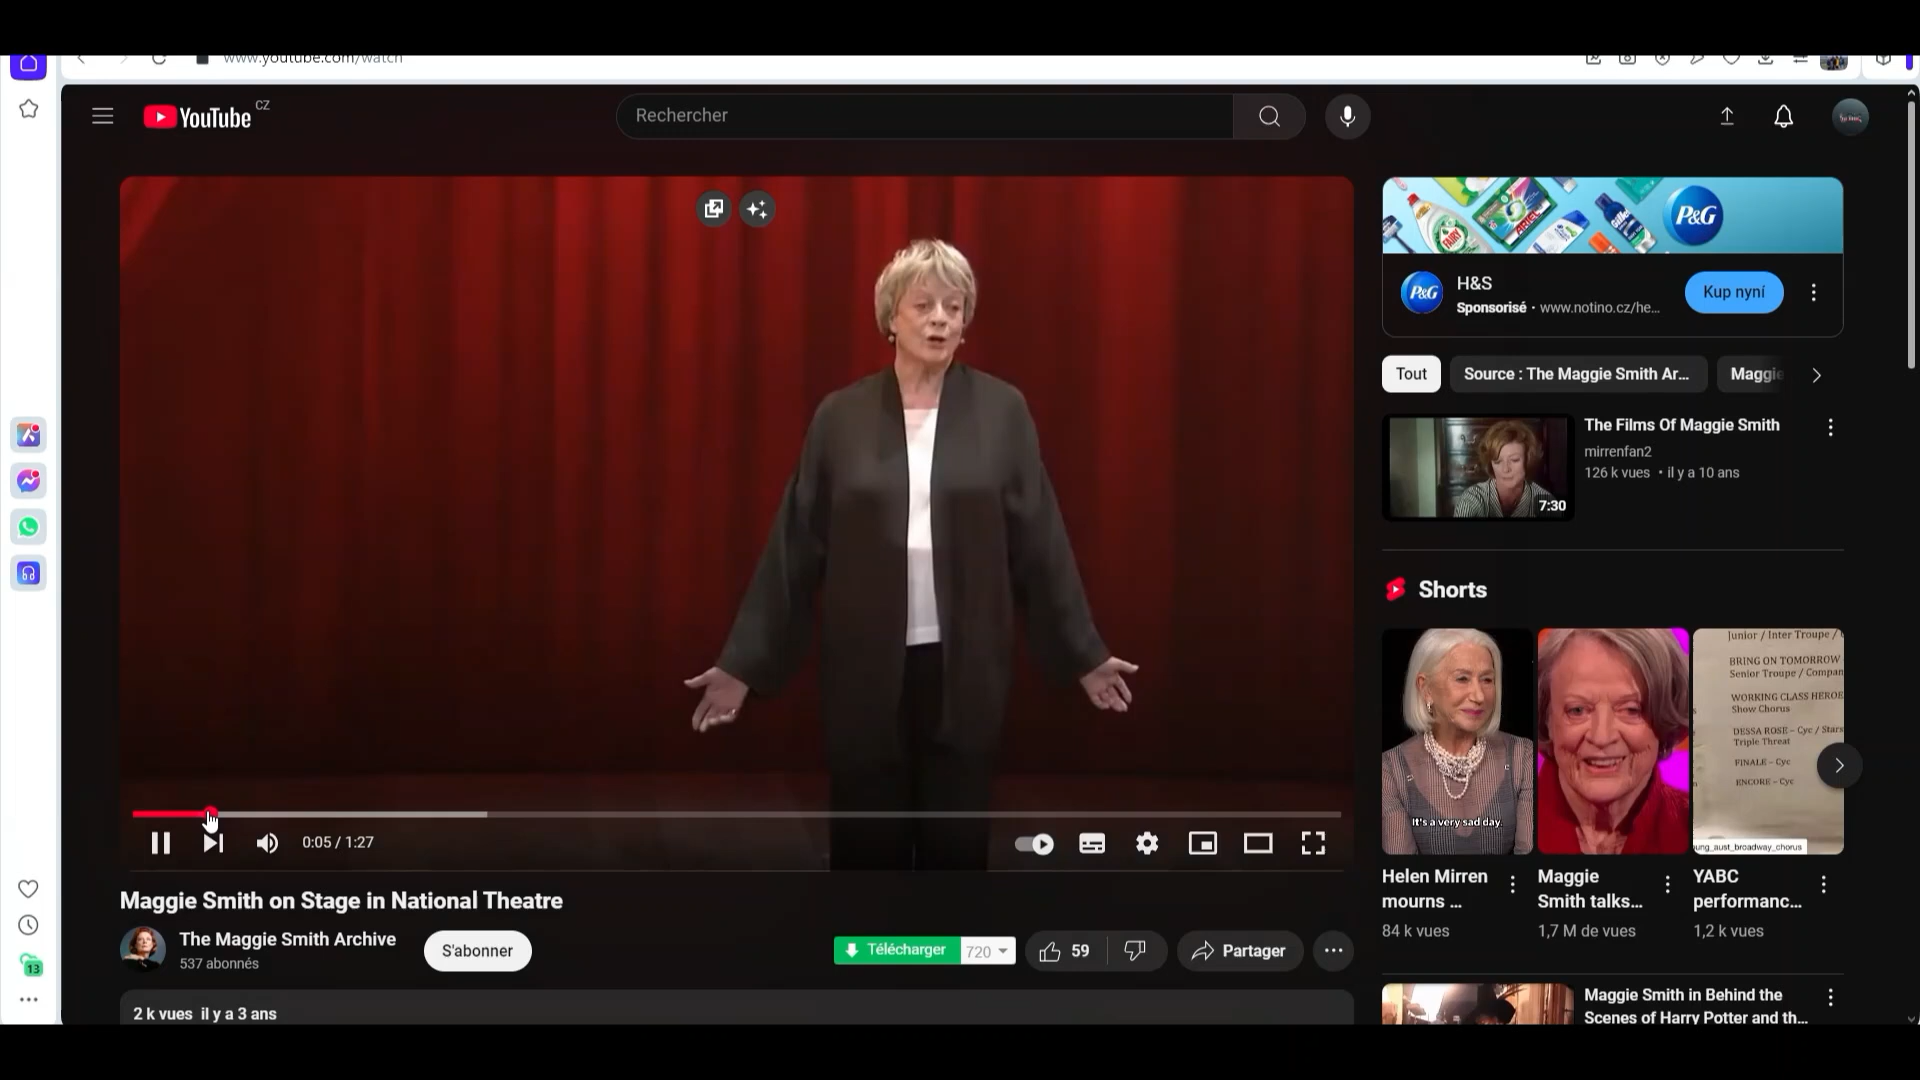 www.youtube.com/watch
YouTube CZ
Rechercher
P&G
FAIRY
ARIEL
Gillette
P&G
H&S
Sponsorisé • www.notino.cz/he...
Kup nyní
Tout
Source : The Maggie Smith Ar...
Maggie
The Films Of Maggie Smith
mirrenfan2
126 k vues • il y a 10 ans
7:30
Shorts
It's a very sad day.
Junior / Inter Troupe /
BRING ON TOMORROW
Senior Troupe / Compan
WORKING CLASS HEROE
Show Chorus
DESSA ROSE – Cyc / Stars
Triple Threat
FINALE – Cyc
ENCORE – Cyc
ung_aust_broadway_chorus
Helen Mirren
mourns ...
84 k vues
Maggie
Smith talks...
1,7 M de vues
YABC
performanc...
1,2 k vues
0:05 / 1:27
Maggie Smith on Stage in National Theatre
The Maggie Smith Archive
537 abonnés
S'abonner
Télécharger
720
59
Partager
2 k vues il y a 3 ans
Maggie Smith in Behind the
Scenes of Harry Potter and th...
13